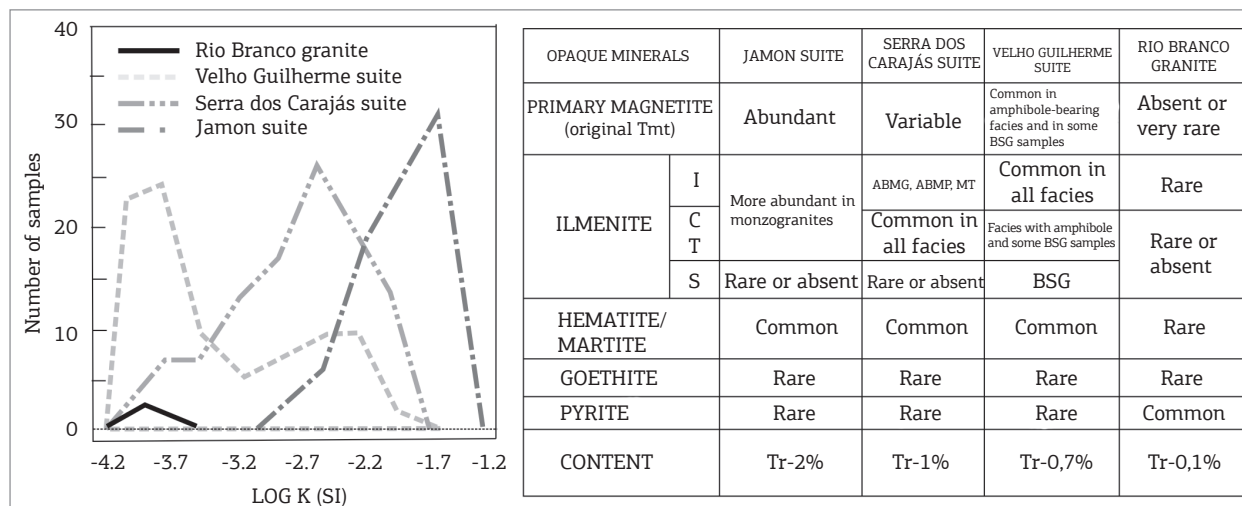 40
30
20
10
0
Number of samples
Rio Branco granite
Velho Guilherme suite
Serra dos Carajás suite
Jamon suite
-4.2 -3.7 -3.2 -2.7 -2.2 -1.7 -1.2
LOG K (SI)
OPAQUE MINERALS
JAMON SUITE
SERRA DOS
CARAJÁS SUITE
VELHO GUILHERME
SUITE
RIO BRANCO
GRANITE
PRIMARY MAGNETITE
(original Tmt)
Abundant
Variable
Common in
amphibole-bearing
facies and in some
BSG samples
Absent or
very rare
ILMENITE
I
C
T
S
More abundant in
monzogranites
Rare or absent
ABMG, ABMP, MT
Common in
all facies
Rare or absent
Common in
all facies
Facies with amphibole
and some BSG samples
BSG
Rare
Rare or
absent
HEMATITE/
MARTITE
Common
Common
Common
Rare
GOETHITE
Rare
Rare
Rare
Rare
PYRITE
Rare
Rare
Rare
Common
CONTENT
Tr-2%
Tr-1%
Tr-0,7%
Tr-0,1%